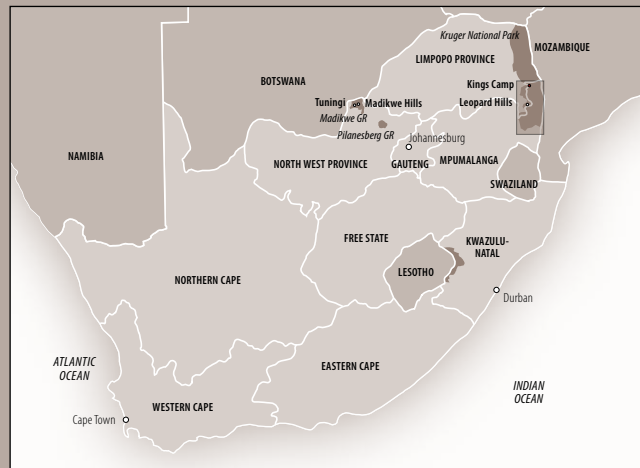 Kruger National Park
MOZAMBIQUE
LIMPOPO PROVINCE
BOTSWANA
Kings Camp
Tuningi
Madikwe Hills
Leopard Hills
Madikwe GR
Pilanesberg GR
Johannesburg
NAMIBIA
NORTH WEST PROVINCE
GAUTENG
MPUMALANGA
SWAZILAND
FREE STATE
KWAZULU-
NATAL
LESOTHO
NORTHERN CAPE
Durban
ATLANTIC
OCEAN
EASTERN CAPE
INDIAN
OCEAN
WESTERN CAPE
Cape Town